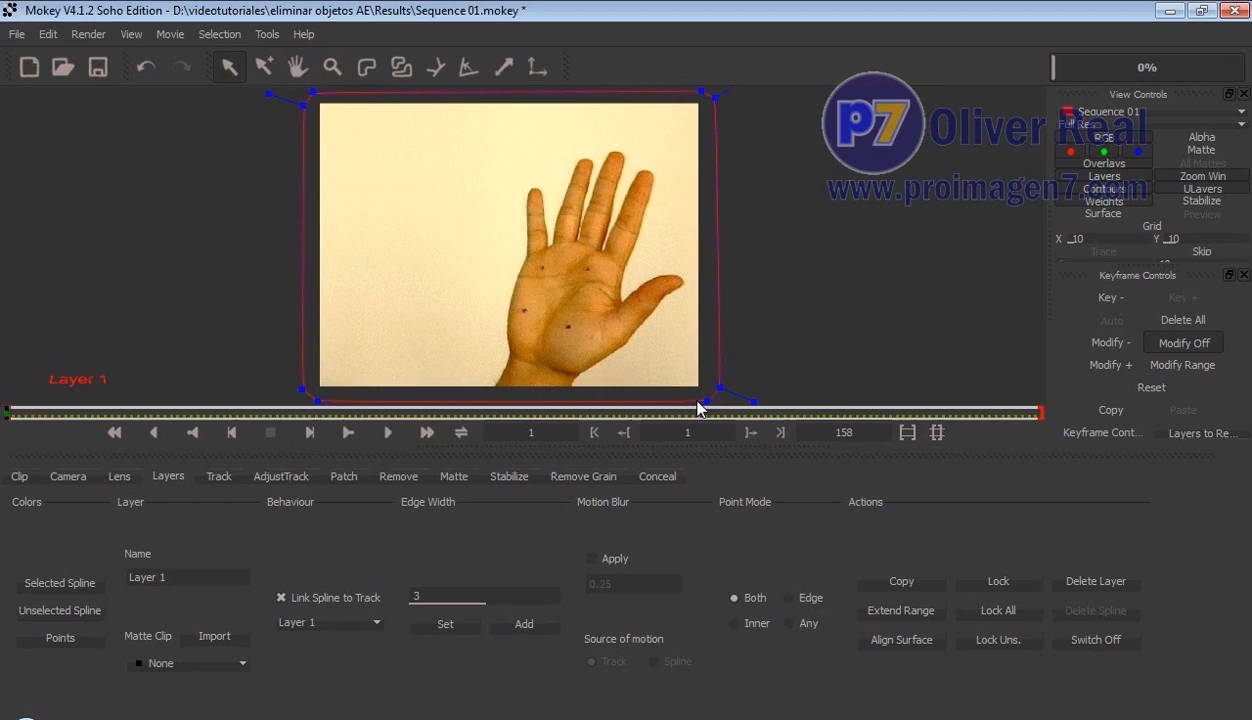 Mokey V4.1.2 Soho Edition - D:\videotutoriales\eliminar objetos AE\Results\Sequence 01.mokey *
File Edit Render View Movie Selection Tools Help
0%
View Controls
Sequence 01
Full Res
p7 Oliver Real
www.proimagen7.com
RGB Alpha
Matte
Overlays All Mattes
Layers Zoom Win
Contours ULayers
Weights Stabilize
Surface Preview
Grid
X 10 Y 10
Trace Skip
Keyframe Controls
Key - Key +
Auto Delete All
Modify - Modify Off
Modify + Modify Range
Reset
Copy Paste
Keyframe Cont... Layers to Re...
Layer 1
1 1 158
Clip Camera Lens Layers Track AdjustTrack Patch Remove Matte Stabilize Remove Grain Conceal
Colors Layer Behaviour Edge Width Motion Blur Point Mode Actions
Name Apply
Selected Spline Layer 1 Link Spline to Track 3 0.25 Both Edge Copy Lock Delete Layer
Unselected Spline Layer 1 Set Add Inner Any Extend Range Lock All Delete Spline
Points Matte Clip Import Source of motion Align Surface Lock Uns. Switch Off
None Track Spline